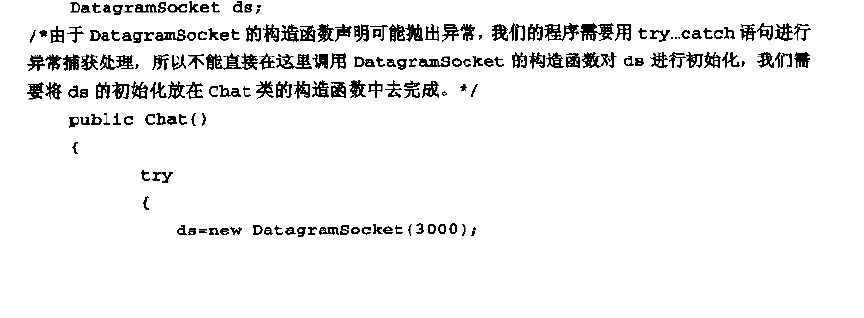 DatagramSocket ds;
/*由于 DatagramSocket 的构造函数声明可能抛出异常，我们的程序需要用 try…catch 语句进行
异常捕获处理，所以不能直接在这里调用 DatagramSocket 的构造函数对 ds 进行初始化，我们需
要将 ds 的初始化放在 Chat 类的构造函数中去完成。*/
public Chat()
{
try
{
ds=new DatagramSocket(3000);